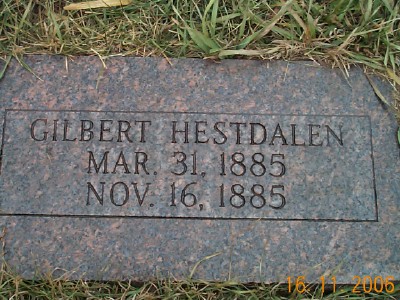 GILBERT HESTDALEN
MAR. 31, 1885
NOV. 16, 1885
16 11 2006